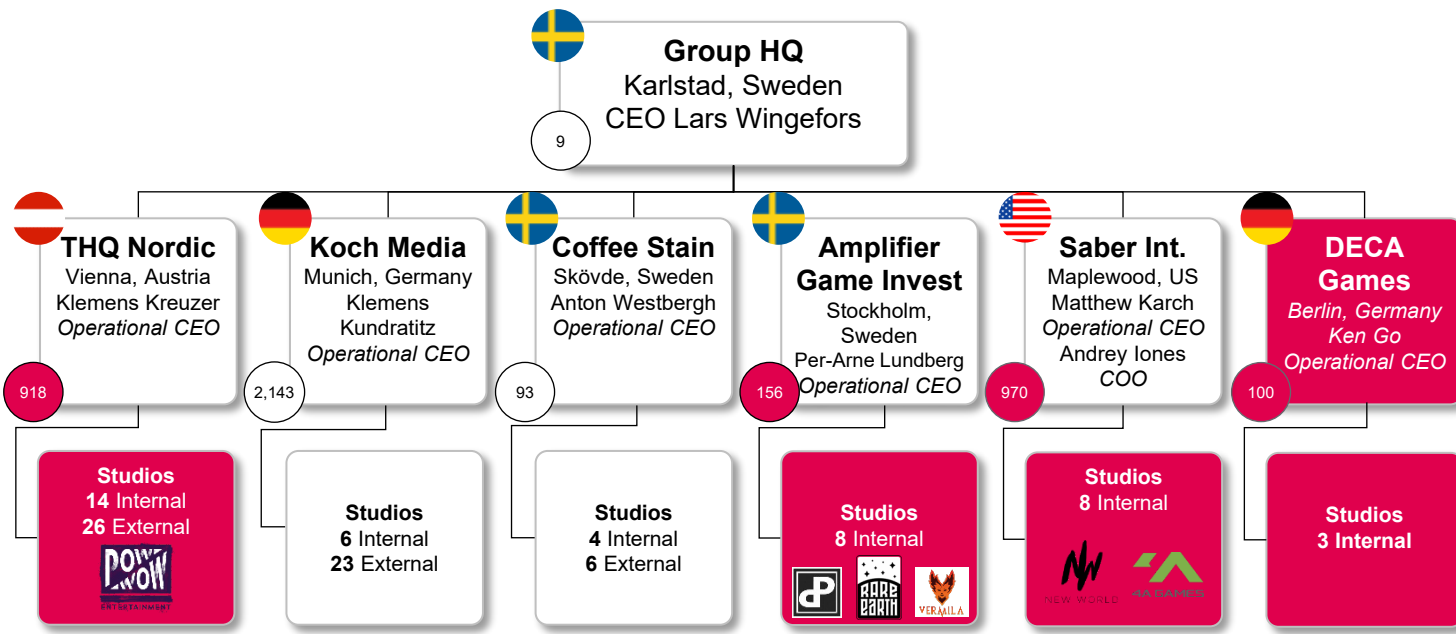 Group HQ
Karlstad, Sweden
CEO Lars Wingefors
9
THQ Nordic
Vienna, Austria
Klemens Kreuzer
Operational CEO
918
Koch Media
Munich, Germany
Klemens
Kundratitz
Operational CEO
2,143
Coffee Stain
Skövde, Sweden
Anton Westbergh
Operational CEO
93
Amplifier
Game Invest
Stockholm,
Sweden
Per-Arne Lundberg
Operational CEO
156
Saber Int.
Maplewood, US
Matthew Karch
Operational CEO
Andrey Iones
COO
970
DECA
Games
Berlin, Germany
Ken Go
Operational CEO
100
Studios
14 Internal
26 External
POW
WOW
ENTERTAINMENT
Studios
6 Internal
23 External
Studios
4 Internal
6 External
Studios
8 Internal
dP
RARE
EARTH
VERMILA
Studios
8 Internal
NW
NEW WORLD
4A GAMES
Studios
3 Internal